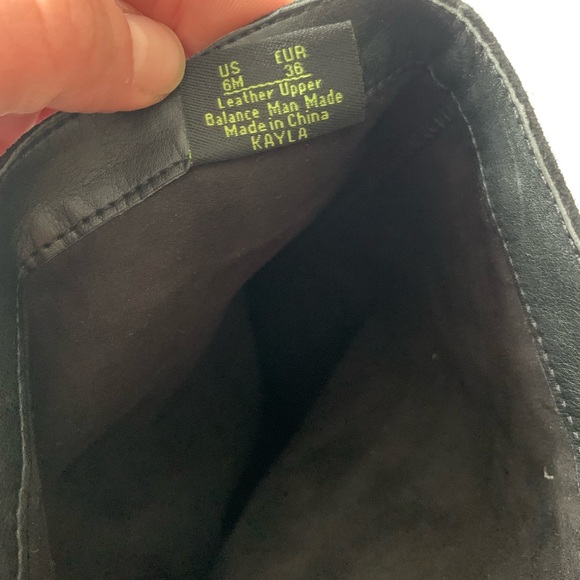 US EUR
6M 36
Leather Upper
Balance Man Made
Made in China
KAYLA